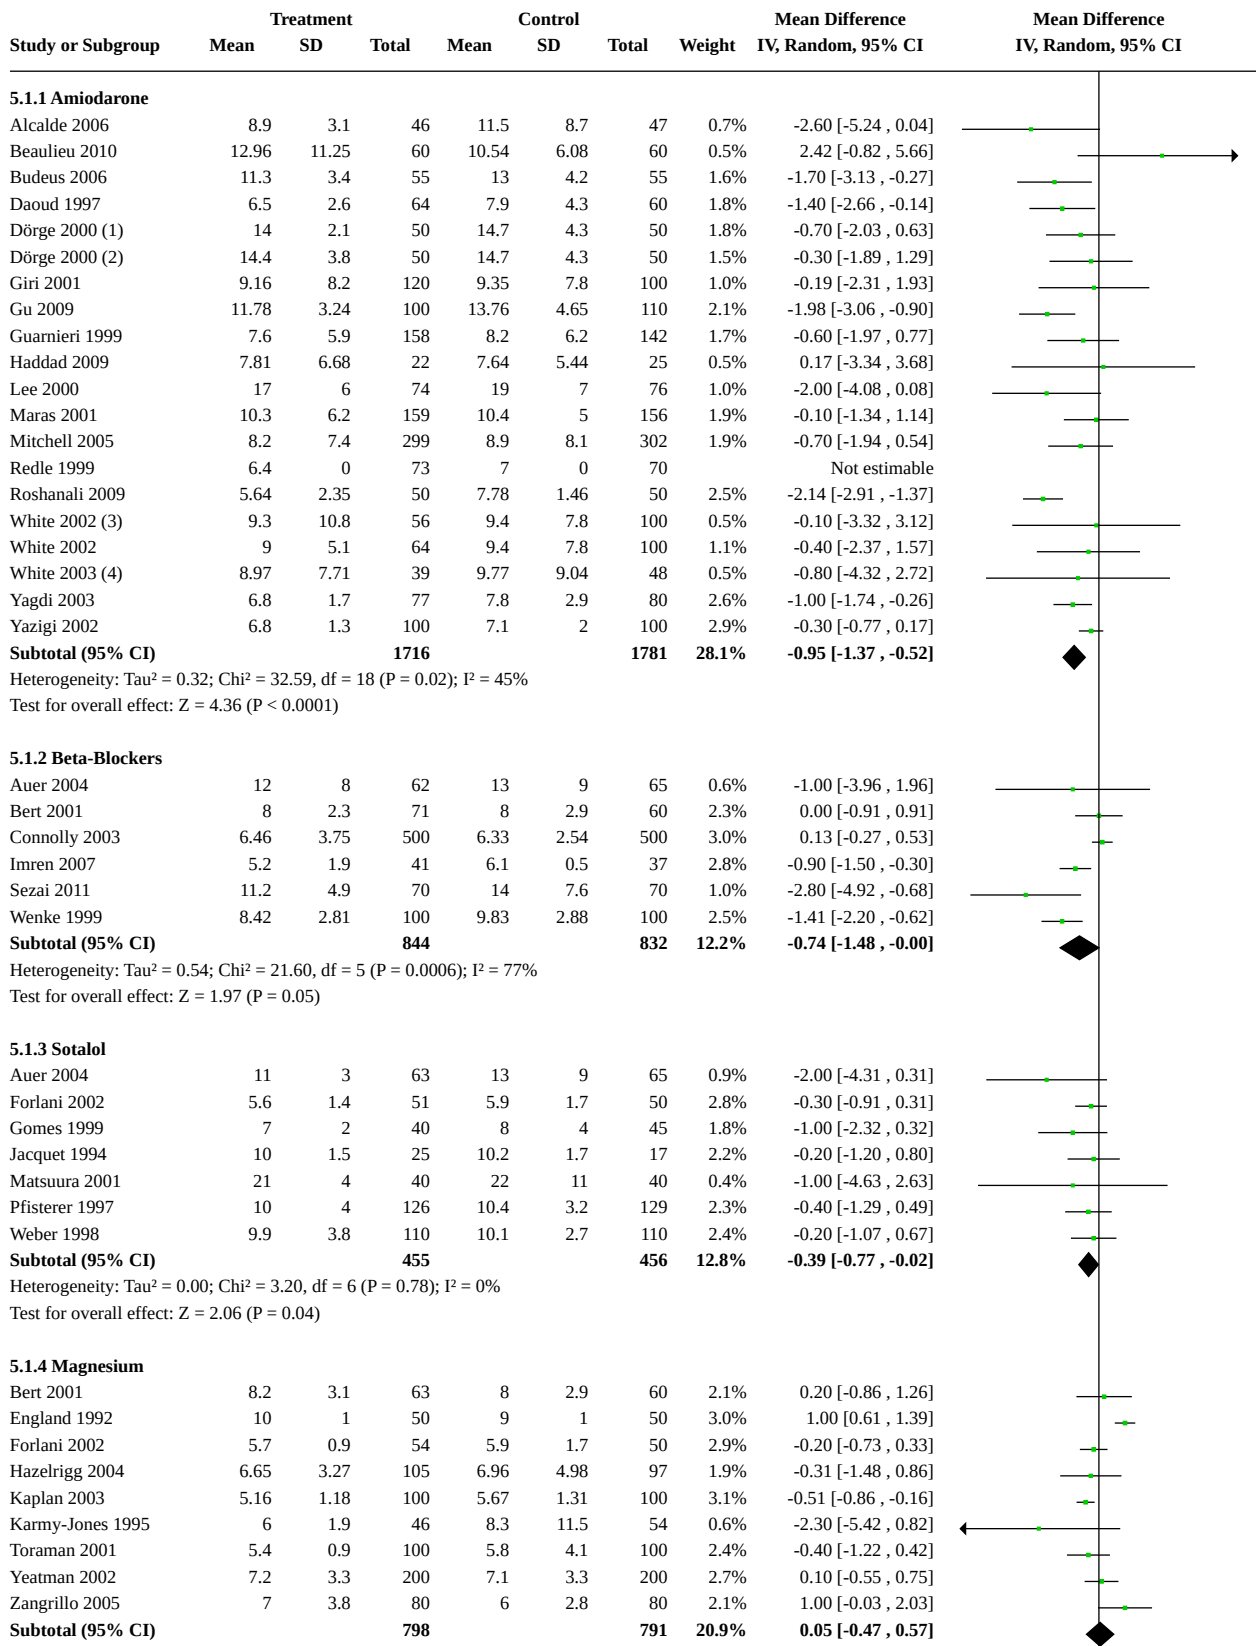 Treatment Control Mean Difference Mean Difference
Study or Subgroup Mean SD Total Mean SD Total Weight IV, Random, 95% CI IV, Random, 95% CI
5.1.1 Amiodarone
Alcalde 2006 8.9 3.1 46 11.5 8.7 47 0.7% -2.60 [-5.24 , 0.04]
Beaulieu 2010 12.96 11.25 60 10.54 6.08 60 0.5% 2.42 [-0.82 , 5.66]
Budeus 2006 11.3 3.4 55 13 4.2 55 1.6% -1.70 [-3.13 , -0.27]
Daoud 1997 6.5 2.6 64 7.9 4.3 60 1.8% -1.40 [-2.66 , -0.14]
Dörge 2000 (1) 14 2.1 50 14.7 4.3 50 1.8% -0.70 [-2.03 , 0.63]
Dörge 2000 (2) 14.4 3.8 50 14.7 4.3 50 1.5% -0.30 [-1.89 , 1.29]
Giri 2001 9.16 8.2 120 9.35 7.8 100 1.0% -0.19 [-2.31 , 1.93]
Gu 2009 11.78 3.24 100 13.76 4.65 110 2.1% -1.98 [-3.06 , -0.90]
Guarnieri 1999 7.6 5.9 158 8.2 6.2 142 1.7% -0.60 [-1.97 , 0.77]
Haddad 2009 7.81 6.68 22 7.64 5.44 25 0.5% 0.17 [-3.34 , 3.68]
Lee 2000 17 6 74 19 7 76 1.0% -2.00 [-4.08 , 0.08]
Maras 2001 10.3 6.2 159 10.4 5 156 1.9% -0.10 [-1.34 , 1.14]
Mitchell 2005 8.2 7.4 299 8.9 8.1 302 1.9% -0.70 [-1.94 , 0.54]
Redle 1999 6.4 0 73 7 0 70 Not estimable
Roshanali 2009 5.64 2.35 50 7.78 1.46 50 2.5% -2.14 [-2.91 , -1.37]
White 2002 (3) 9.3 10.8 56 9.4 7.8 100 0.5% -0.10 [-3.32 , 3.12]
White 2002 9 5.1 64 9.4 7.8 100 1.1% -0.40 [-2.37 , 1.57]
White 2003 (4) 8.97 7.71 39 9.77 9.04 48 0.5% -0.80 [-4.32 , 2.72]
Yagdi 2003 6.8 1.7 77 7.8 2.9 80 2.6% -1.00 [-1.74 , -0.26]
Yazigi 2002 6.8 1.3 100 7.1 2 100 2.9% -0.30 [-0.77 , 0.17]
Subtotal (95% CI) 1716 1781 28.1% -0.95 [-1.37 , -0.52]
Heterogeneity: Tau² = 0.32; Chi² = 32.59, df = 18 (P = 0.02); I² = 45%
Test for overall effect: Z = 4.36 (P < 0.0001)
5.1.2 Beta-Blockers
Auer 2004 12 8 62 13 9 65 0.6% -1.00 [-3.96 , 1.96]
Bert 2001 8 2.3 71 8 2.9 60 2.3% 0.00 [-0.91 , 0.91]
Connolly 2003 6.46 3.75 500 6.33 2.54 500 3.0% 0.13 [-0.27 , 0.53]
Imren 2007 5.2 1.9 41 6.1 0.5 37 2.8% -0.90 [-1.50 , -0.30]
Sezai 2011 11.2 4.9 70 14 7.6 70 1.0% -2.80 [-4.92 , -0.68]
Wenke 1999 8.42 2.81 100 9.83 2.88 100 2.5% -1.41 [-2.20 , -0.62]
Subtotal (95% CI) 844 832 12.2% -0.74 [-1.48 , -0.00]
Heterogeneity: Tau² = 0.54; Chi² = 21.60, df = 5 (P = 0.0006); I² = 77%
Test for overall effect: Z = 1.97 (P = 0.05)
5.1.3 Sotalol
Auer 2004 11 3 63 13 9 65 0.9% -2.00 [-4.31 , 0.31]
Forlani 2002 5.6 1.4 51 5.9 1.7 50 2.8% -0.30 [-0.91 , 0.31]
Gomes 1999 7 2 40 8 4 45 1.8% -1.00 [-2.32 , 0.32]
Jacquet 1994 10 1.5 25 10.2 1.7 17 2.2% -0.20 [-1.20 , 0.80]
Matsuura 2001 21 4 40 22 11 40 0.4% -1.00 [-4.63 , 2.63]
Pfisterer 1997 10 4 126 10.4 3.2 129 2.3% -0.40 [-1.29 , 0.49]
Weber 1998 9.9 3.8 110 10.1 2.7 110 2.4% -0.20 [-1.07 , 0.67]
Subtotal (95% CI) 455 456 12.8% -0.39 [-0.77 , -0.02]
Heterogeneity: Tau² = 0.00; Chi² = 3.20, df = 6 (P = 0.78); I² = 0%
Test for overall effect: Z = 2.06 (P = 0.04)
5.1.4 Magnesium
Bert 2001 8.2 3.1 63 8 2.9 60 2.1% 0.20 [-0.86 , 1.26]
England 1992 10 1 50 9 1 50 3.0% 1.00 [0.61 , 1.39]
Forlani 2002 5.7 0.9 54 5.9 1.7 50 2.9% -0.20 [-0.73 , 0.33]
Hazelrigg 2004 6.65 3.27 105 6.96 4.98 97 1.9% -0.31 [-1.48 , 0.86]
Kaplan 2003 5.16 1.18 100 5.67 1.31 100 3.1% -0.51 [-0.86 , -0.16]
Karmy-Jones 1995 6 1.9 46 8.3 11.5 54 0.6% -2.30 [-5.42 , 0.82]
Toraman 2001 5.4 0.9 100 5.8 4.1 100 2.4% -0.40 [-1.22 , 0.42]
Yeatman 2002 7.2 3.3 200 7.1 3.3 200 2.7% 0.10 [-0.55 , 0.75]
Zangrillo 2005 7 3.8 80 6 2.8 80 2.1% 1.00 [-0.03 , 2.03]
Subtotal (95% CI) 798 791 20.9% 0.05 [-0.47 , 0.57]